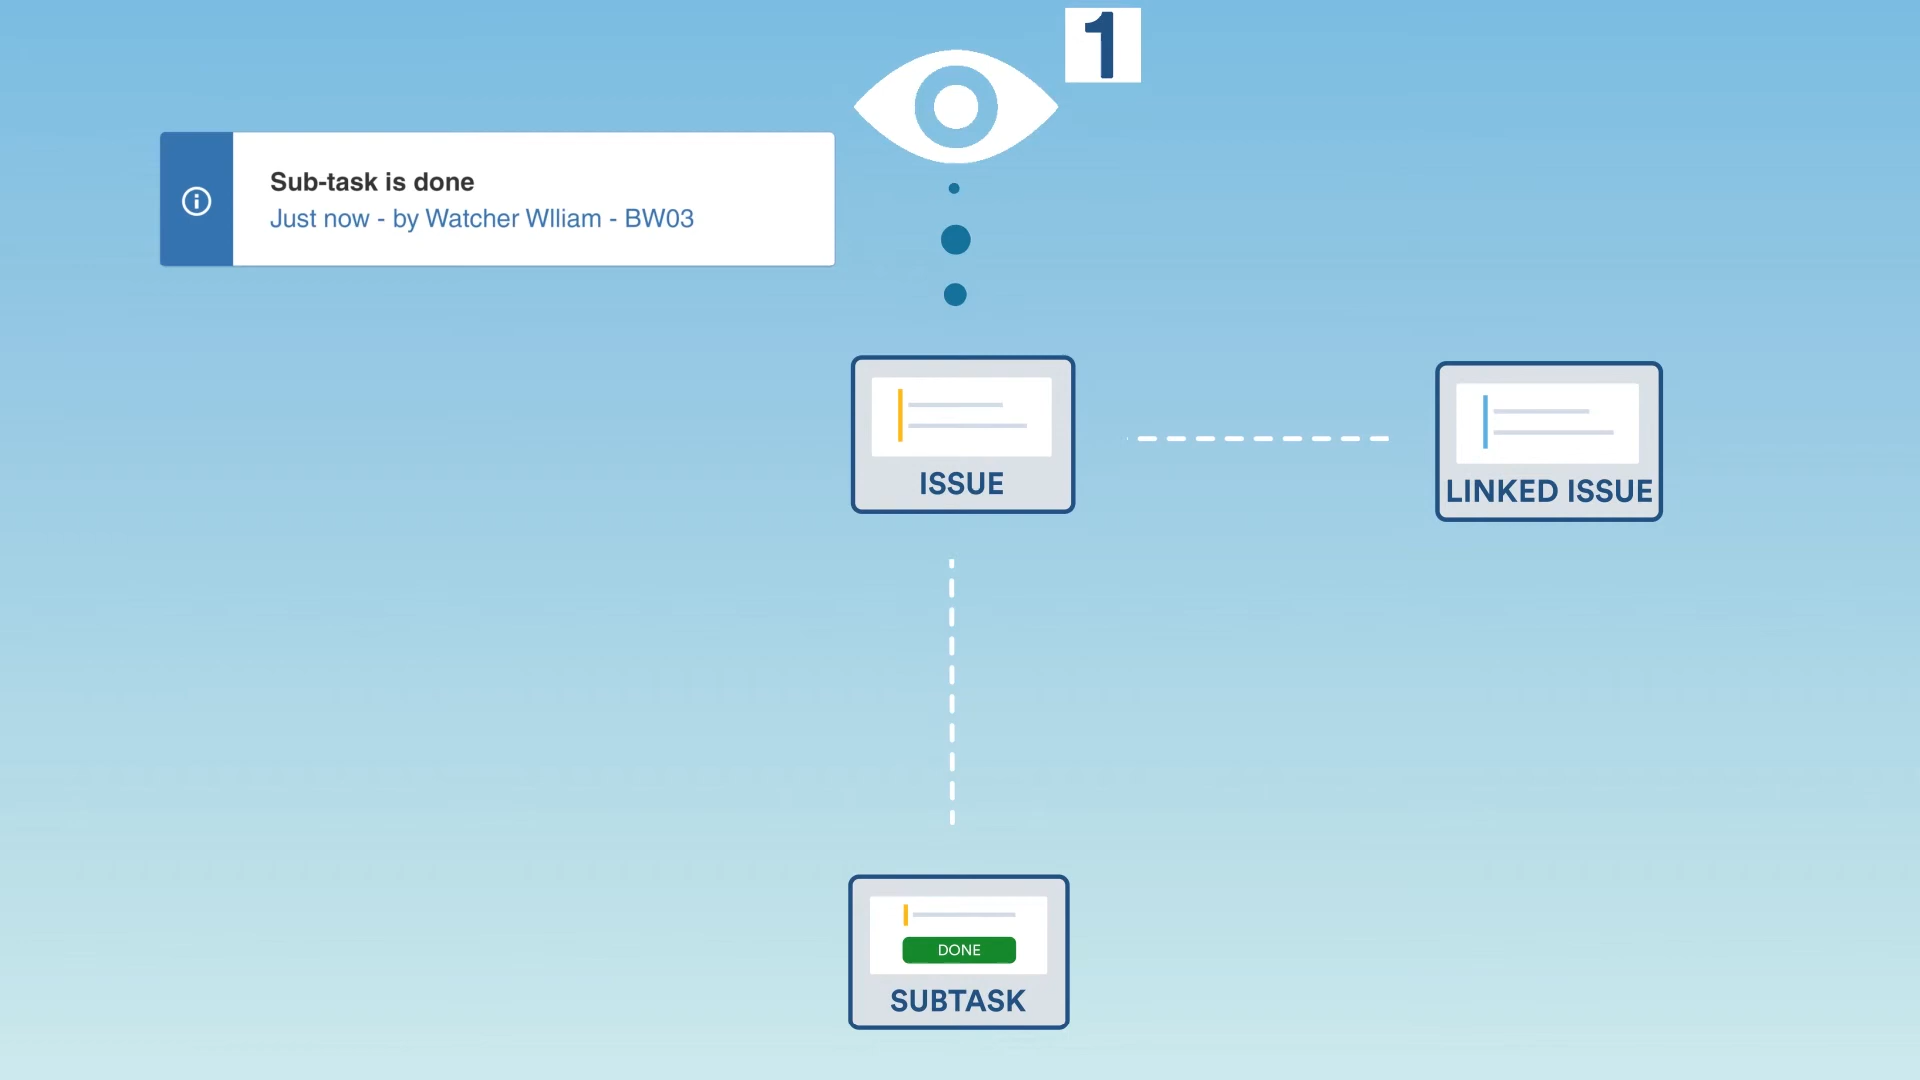 1
Sub-task is done
Just now - by Watcher Wlliam - BW03
ISSUE
LINKED ISSUE
DONE
SUBTASK